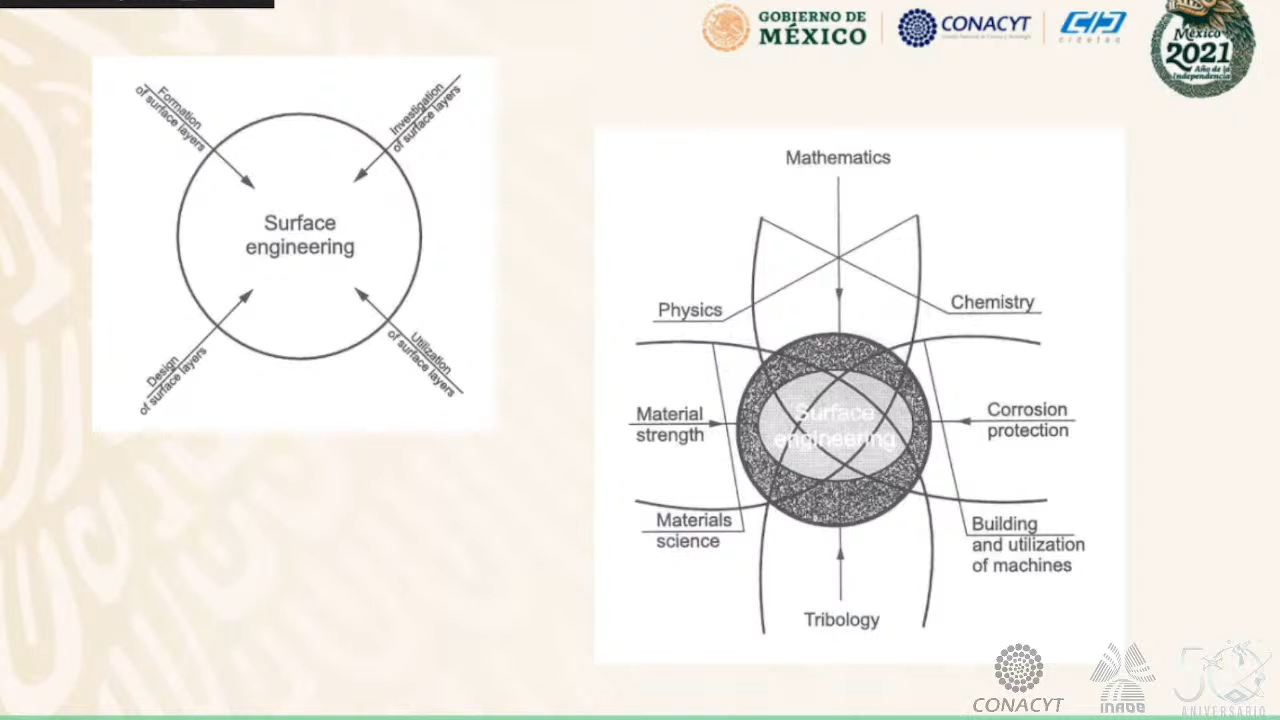 GOBIERNO DE
MÉXICO
CONACYT
cidetec
México
2021
Año de la
Independencia
Formation
of surface layers
Investigation
of surface layers
Surface
engineering
Design
of surface layers
Utilization
of surface layers
Mathematics
Physics
Chemistry
Material
strength
Surface
engineering
Corrosion
protection
Materials
science
Building
and utilization
of machines
Tribology
CONACYT
INAOE
50
ANIVERSARIO